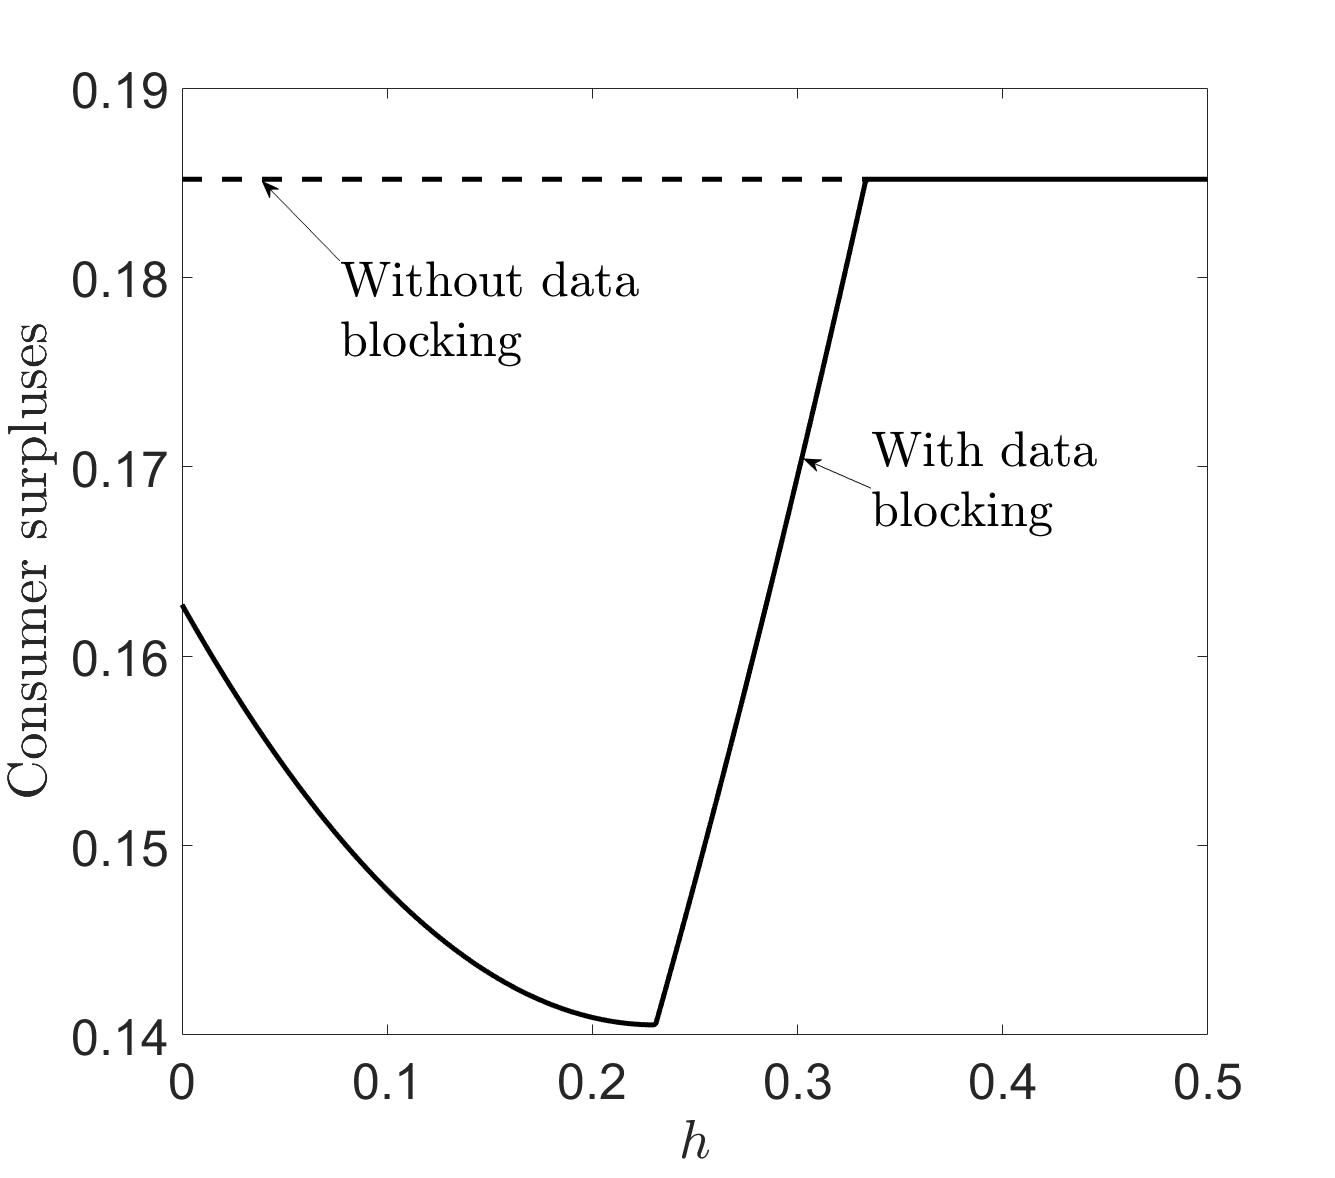 0.19
0.18
0.17
0.16
0.15
0.14
Consumer surpluses
Without data
blocking
With data
blocking
0 0.1 0.2 0.3 0.4 0.5
h